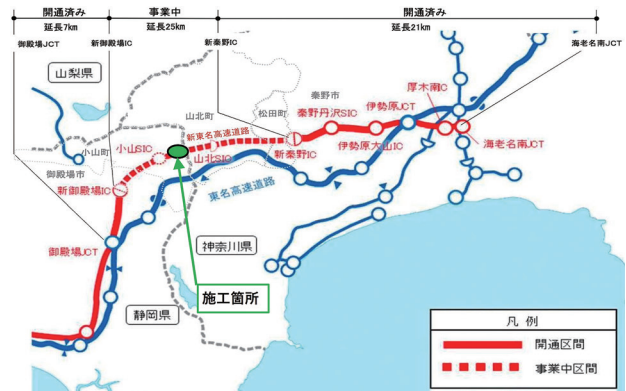 開通済み
延長7km
事業中
延長25km
開通済み
延長21km
御殿場JCT
新御殿場IC
新秦野IC
海老名南JCT
山梨県
秦野市
松田町
山北町
厚木南IC
伊勢原JCT
秦野丹沢SIC
新東名高速道路
小山SIC
小山町
山北SIC
新秦野IC
伊勢原大山IC
海老名南JCT
御殿場市
新御殿場IC
東名高速道路
御殿場JCT
神奈川県
施工箇所
静岡県
凡例
開通区間
事業中区間